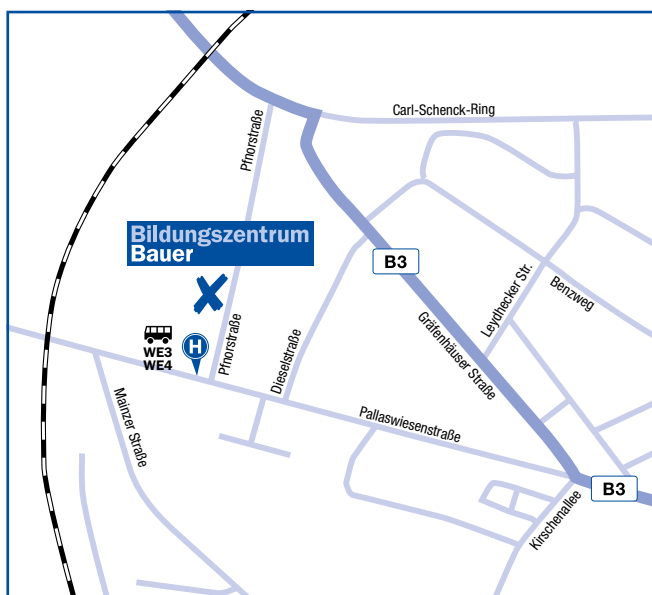 Carl-Schenck-Ring
Pfnorstraße
Bildungszentrum
Bauer
B3
Leydhecker Str.
Benzweg
Gräfenhäuser Straße
WE3
WE4
H
Pfnorstraße
Dieselstraße
Mainzer Straße
Pallaswiesenstraße
B3
Kirschenallee